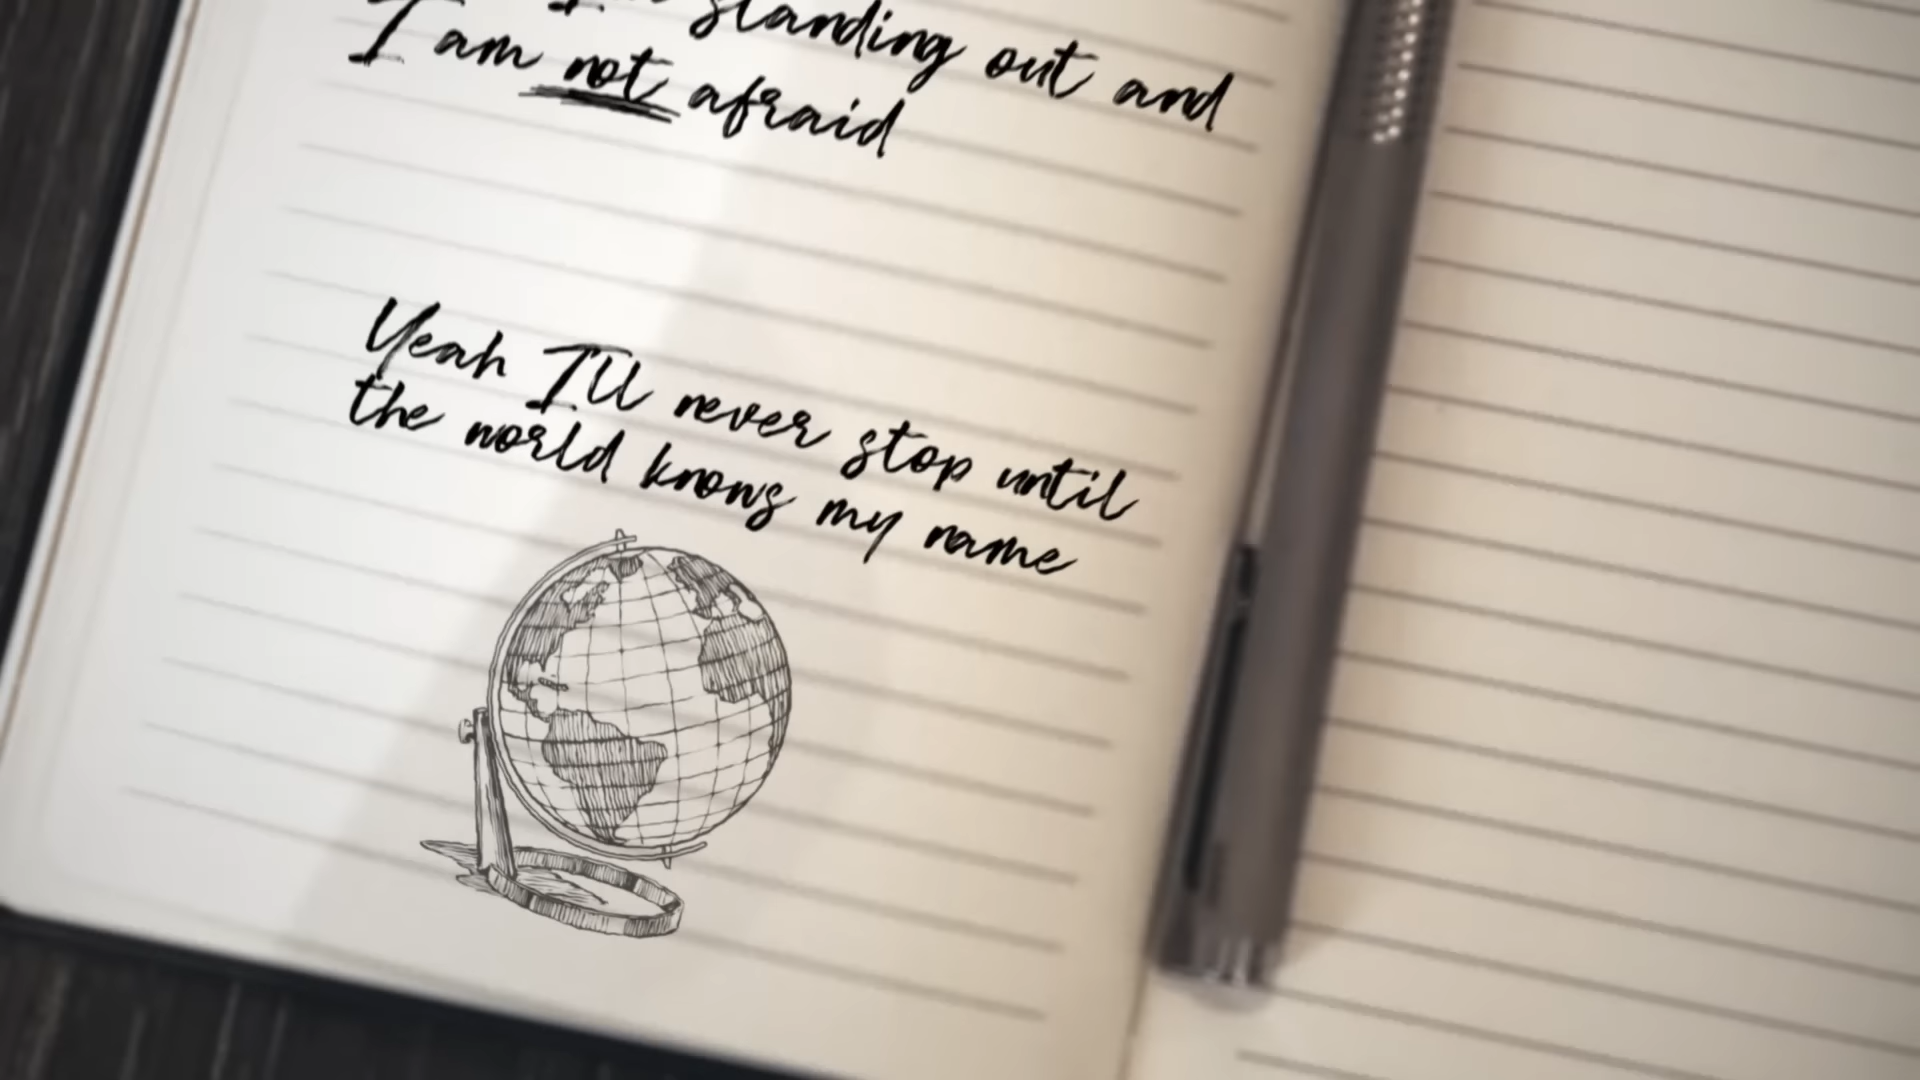 standing out and
I am not afraid
Yeah I'll never stop until
the world knows my name